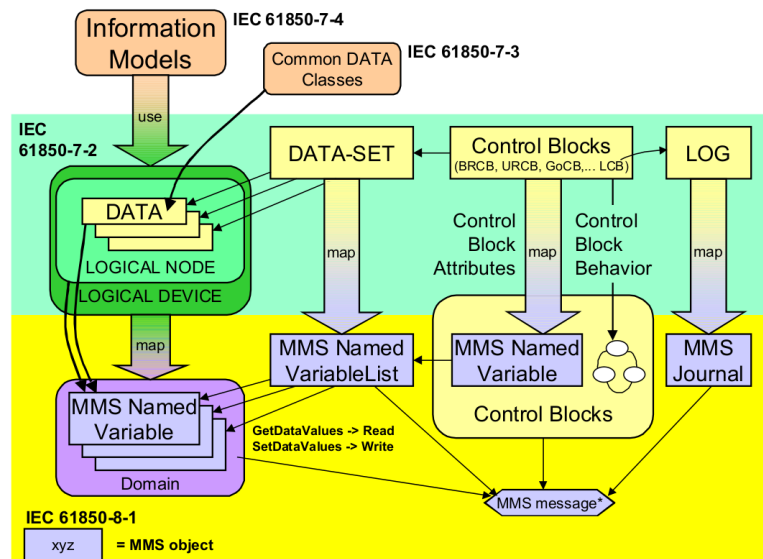 Information
Models
IEC 61850-7-4
Common DATA
Classes
IEC 61850-7-3
use
IEC
61850-7-2
DATA-SET
Control Blocks
(BRCB, URCB, GoCB,... LCB)
LOG
DATA
LOGICAL NODE
LOGICAL DEVICE
map
Control
Block
Attributes
map
Control
Block
Behavior
map
map
MMS Named
VariableList
MMS Named
Variable
MMS
Journal
Control Blocks
MMS Named
Variable
Domain
GetDataValues -> Read
SetDataValues -> Write
MMS message*
IEC 61850-8-1
xyz
= MMS object